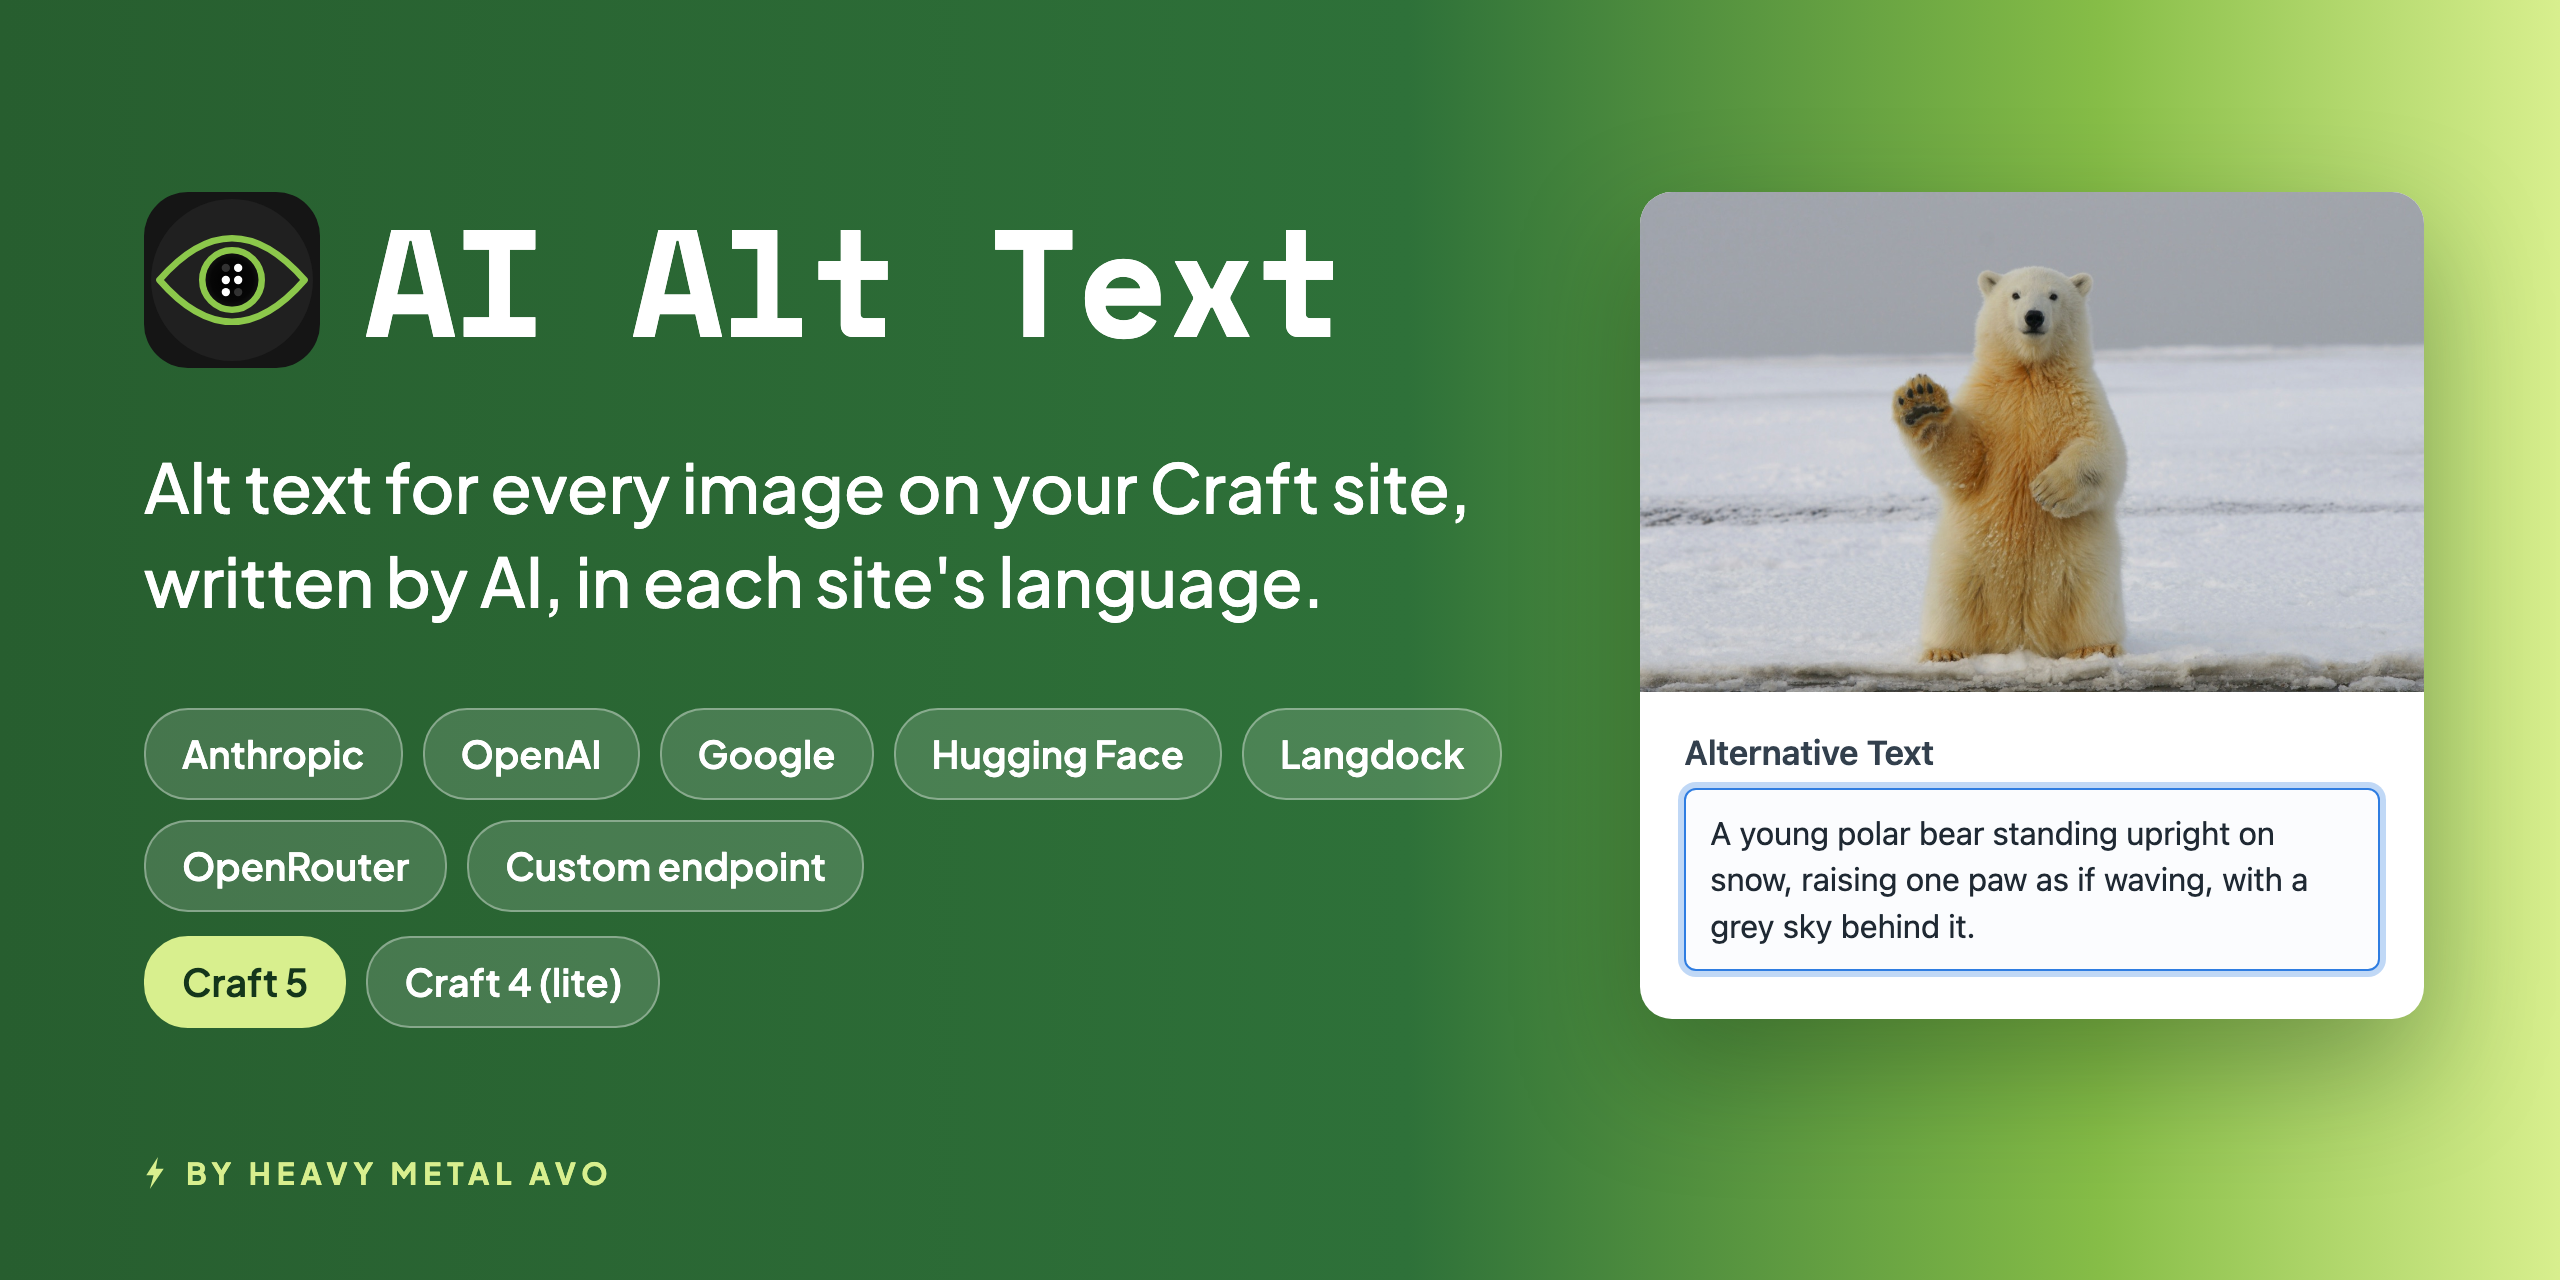 AI Alt Text
Alt text for every image on your Craft site,
written by AI, in each site's language.
Anthropic
OpenAI
Google
Hugging Face
Langdock
OpenRouter
Custom endpoint
Craft 5
Craft 4 (lite)
BY HEAVY METAL AVO
Alternative Text
A young polar bear standing upright on
snow, raising one paw as if waving, with a
grey sky behind it.